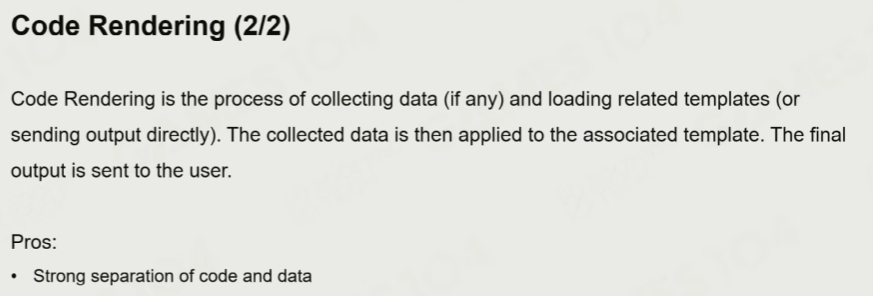 Code Rendering (2/2)
Code Rendering is the process of collecting data (if any) and loading related templates (or
sending output directly). The collected data is then applied to the associated template. The final
output is sent to the user.
Pros:
• Strong separation of code and data